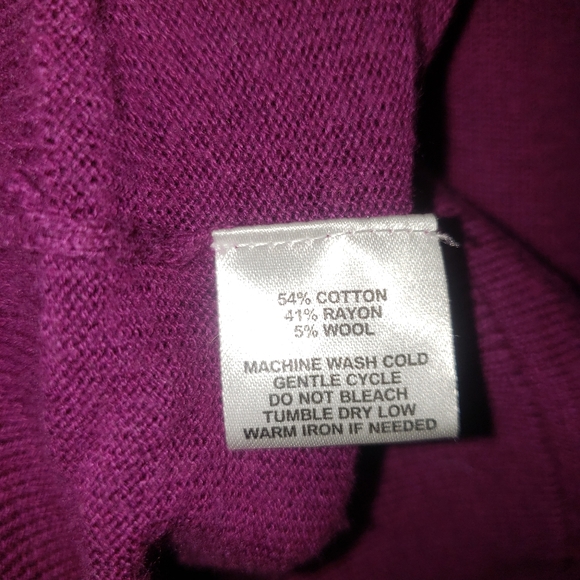 54% COTTON
41% RAYON
5% WOOL
MACHINE WASH COLD
GENTLE CYCLE
DO NOT BLEACH
TUMBLE DRY LOW
WARM IRON IF NEEDED